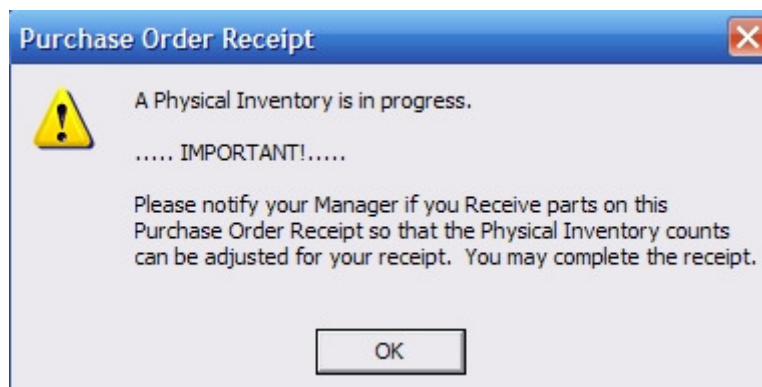 Purchase Order Receipt
A Physical Inventory is in progress.
..... IMPORTANT!.....
Please notify your Manager if you Receive parts on this
Purchase Order Receipt so that the Physical Inventory counts
can be adjusted for your receipt.  You may complete the receipt.
OK